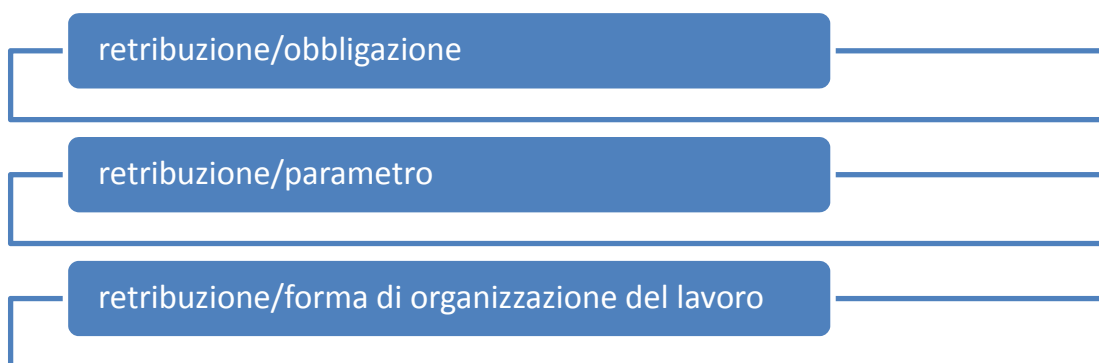 retribuzione/obbligazione
retribuzione/parametro
retribuzione/forma di organizzazione del lavoro